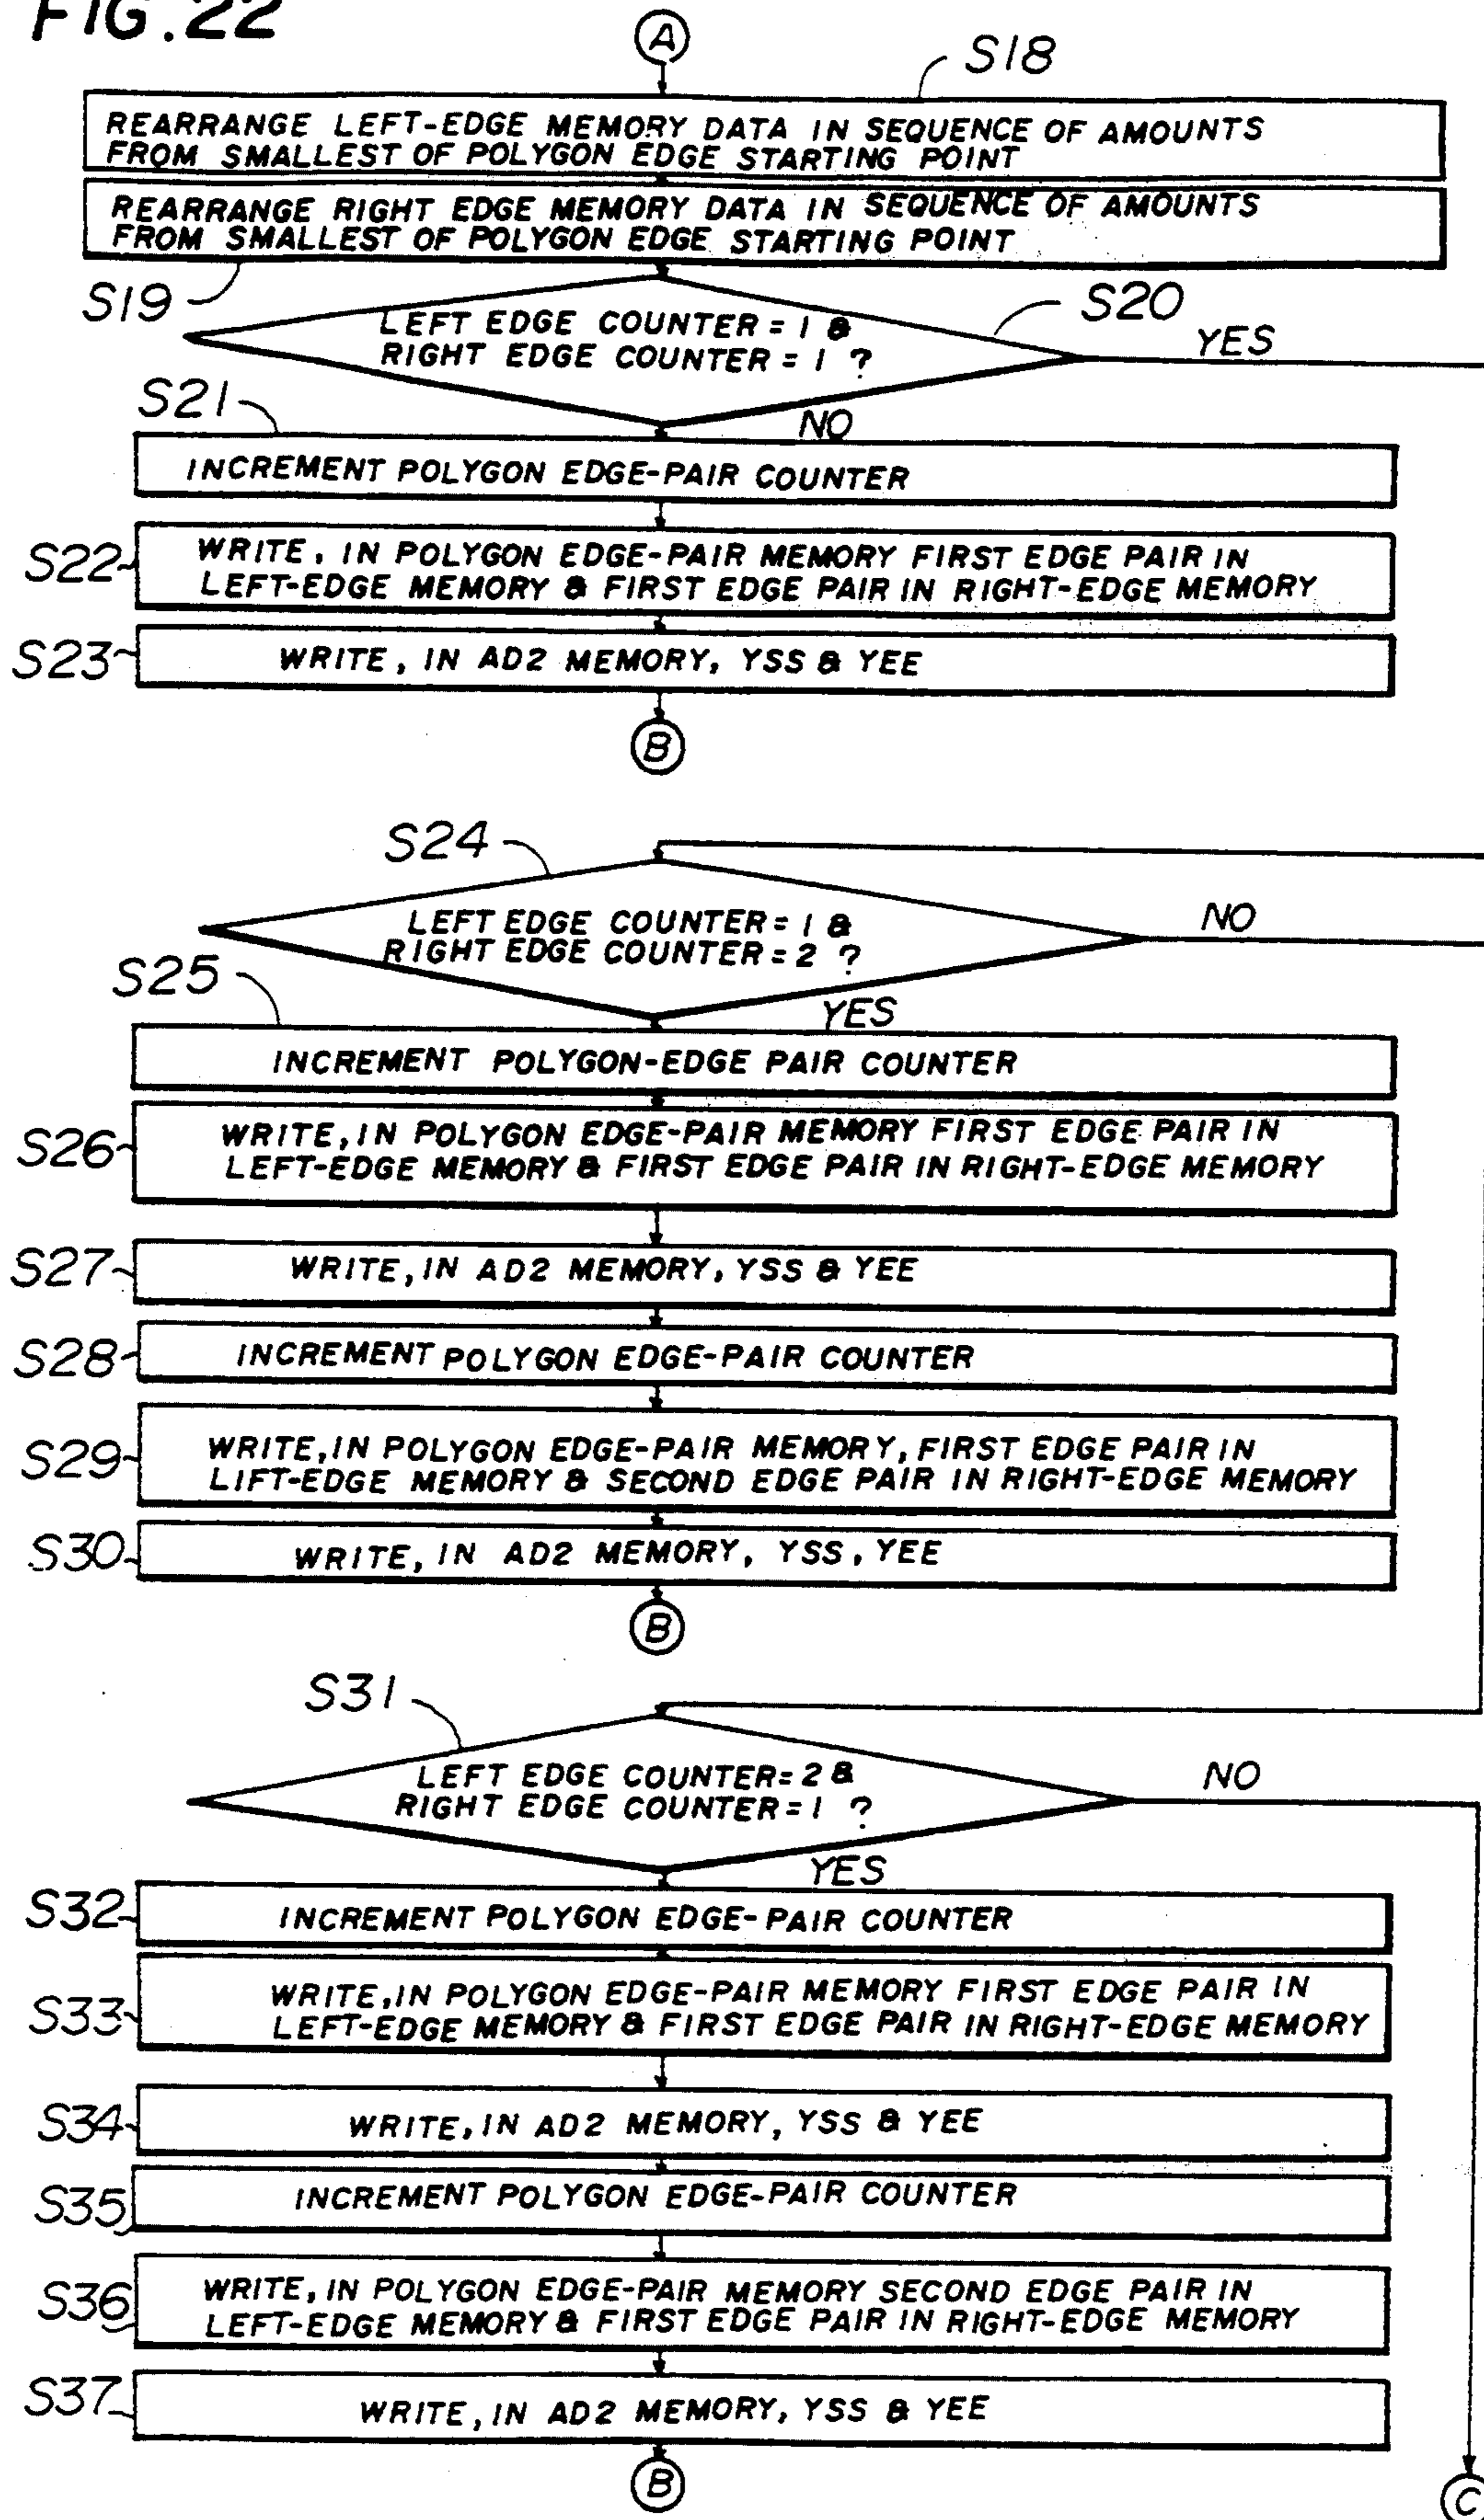 FIG. 22
A
S18
REARRANGE LEFT-EDGE MEMORY DATA IN SEQUENCE OF AMOUNTS
FROM SMALLEST OF POLYGON EDGE STARTING POINT
REARRANGE RIGHT EDGE MEMORY DATA IN SEQUENCE OF AMOUNTS
FROM SMALLEST OF POLYGON EDGE STARTING POINT
S19
S20
LEFT EDGE COUNTER = 1 &
RIGHT EDGE COUNTER = 1 ?
YES
S21
NO
INCREMENT POLYGON EDGE-PAIR COUNTER
S22
WRITE, IN POLYGON EDGE-PAIR MEMORY FIRST EDGE PAIR IN
LEFT-EDGE MEMORY & FIRST EDGE PAIR IN RIGHT-EDGE MEMORY
S23
WRITE, IN AD2 MEMORY, YSS & YEE
B
S24
LEFT EDGE COUNTER = 1 &
RIGHT EDGE COUNTER = 2 ?
NO
S25
YES
INCREMENT POLYGON-EDGE PAIR COUNTER
S26
WRITE, IN POLYGON EDGE-PAIR MEMORY FIRST EDGE PAIR IN
LEFT-EDGE MEMORY & FIRST EDGE PAIR IN RIGHT-EDGE MEMORY
S27
WRITE, IN AD2 MEMORY, YSS & YEE
S28
INCREMENT POLYGON EDGE-PAIR COUNTER
S29
WRITE, IN POLYGON EDGE-PAIR MEMORY, FIRST EDGE PAIR IN
LIFT-EDGE MEMORY & SECOND EDGE PAIR IN RIGHT-EDGE MEMORY
S30
WRITE, IN AD2 MEMORY, YSS, YEE
B
S31
LEFT EDGE COUNTER = 2 &
RIGHT EDGE COUNTER = 1 ?
NO
YES
S32
INCREMENT POLYGON EDGE-PAIR COUNTER
S33
WRITE, IN POLYGON EDGE-PAIR MEMORY FIRST EDGE PAIR IN
LEFT-EDGE MEMORY & FIRST EDGE PAIR IN RIGHT-EDGE MEMORY
S34
WRITE, IN AD2 MEMORY, YSS & YEE
S35
INCREMENT POLYGON EDGE-PAIR COUNTER
S36
WRITE, IN POLYGON EDGE-PAIR MEMORY SECOND EDGE PAIR IN
LEFT-EDGE MEMORY & FIRST EDGE PAIR IN RIGHT-EDGE MEMORY
S37
WRITE, IN AD2 MEMORY, YSS & YEE
B
C